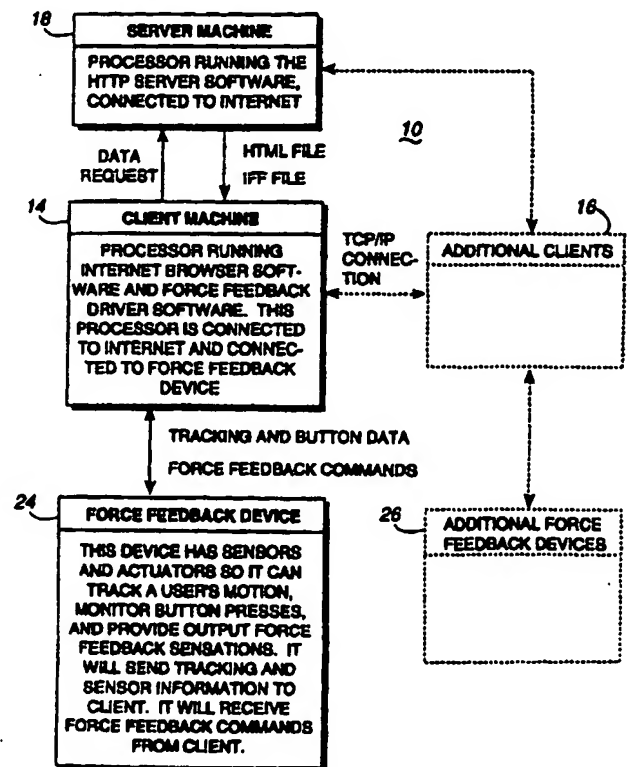 18
SERVER MACHINE
PROCESSOR RUNNING THE
HTTP SERVER SOFTWARE,
CONNECTED TO INTERNET
10
DATA
REQUEST
HTML FILE
IFF FILE
14
CLIENT MACHINE
PROCESSOR RUNNING
INTERNET BROWSER SOFT-
WARE AND FORCE FEEDBACK
DRIVER SOFTWARE. THIS
PROCESSOR IS CONNECTED
TO INTERNET AND CONNEC-
TED TO FORCE FEEDBACK
DEVICE
TCP/IP
CONNEC-
TION
16
ADDITIONAL CLIENTS
TRACKING AND BUTTON DATA
FORCE FEEDBACK COMMANDS
24
FORCE FEEDBACK DEVICE
THIS DEVICE HAS SENSORS
AND ACTUATORS SO IT CAN
TRACK A USER'S MOTION,
MONITOR BUTTON PRESSES,
AND PROVIDE OUTPUT FORCE
FEEDBACK SENSATIONS. IT
WILL SEND TRACKING AND
SENSOR INFORMATION TO
CLIENT. IT WILL RECEIVE
FORCE FEEDBACK COMMANDS
FROM CLIENT.
26
ADDITIONAL FORCE
FEEDBACK DEVICES